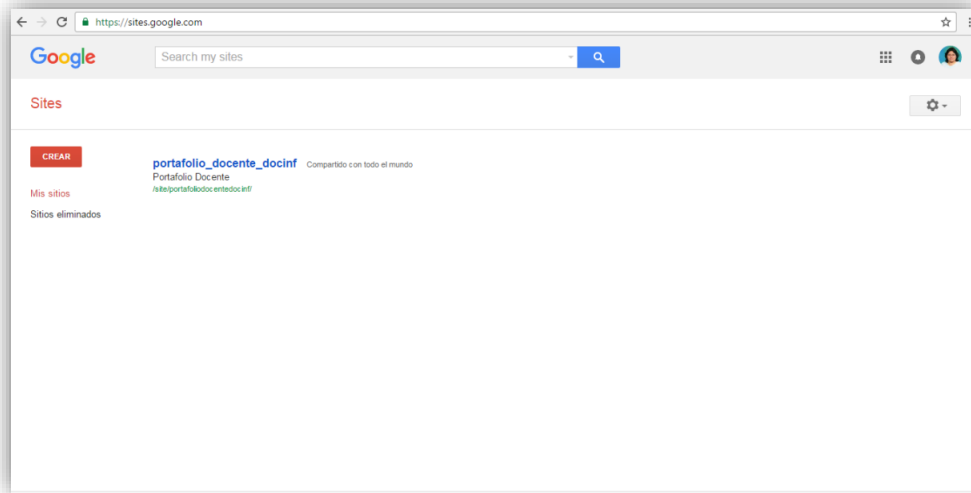 https://sites.google.com
Google
Search my sites
Sites
CREAR
portafolio_docente_docinf Compartido con todo el mundo
Portafolio Docente
/site/portafoliodocentedocinf/
Mis sitios
Sitios eliminados